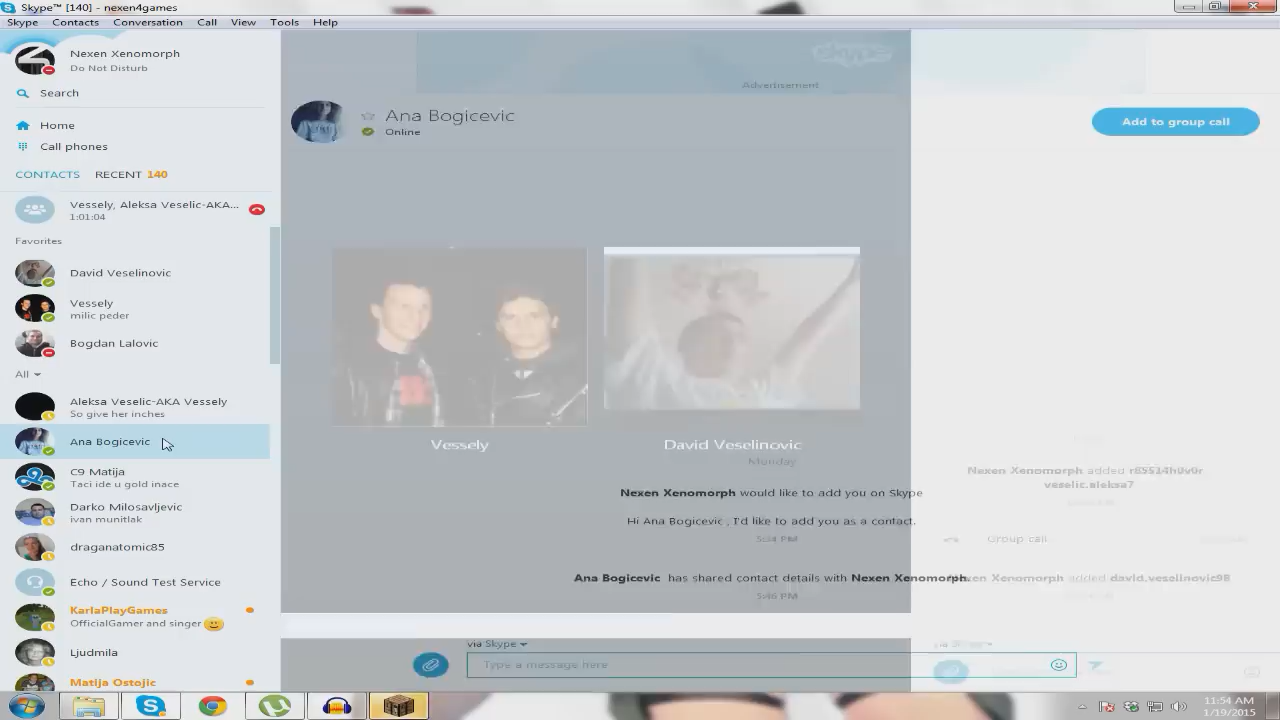 Skype™ [140] - nexen4games
Skype Contacts Conversation Call View Tools Help
Nexen Xenomorph
Do Not Disturb
Search
Home
Call phones
CONTACTS RECENT 140
Vessely, Aleksa Veselic-AKA...
1:01:04
Favorites
David Veselinovic
Vessely
milic peder
Bogdan Lalovic
All
Aleksa Veselic-AKA Vessely
So give her inches
Ana Bogicevic
C9 Matija
Taci ide u gold inace
Darko Milosavljevic
ivan munitlak
draganatomic85
Echo / Sound Test Service
KarlaPlayGames
OfficialGamer and singer
Ljudmila
Matija Ostojic
skype
Advertisement
Ana Bogicevic
Online
Add to group call
Vessely
David Veselinovic
Monday
Nexen Xenomorph would like to add you on Skype
Hi Ana Bogicevic , I'd like to add you as a contact.
5:34 PM
Ana Bogicevic has shared contact details with Nexen Xenomorph.
5:46 PM
Nexen Xenomorph added
veselic.aleksa7
Group call
Nexen Xenomorph added david.veselinovic98
via Skype
Type a message here
11:54 AM
1/19/2015